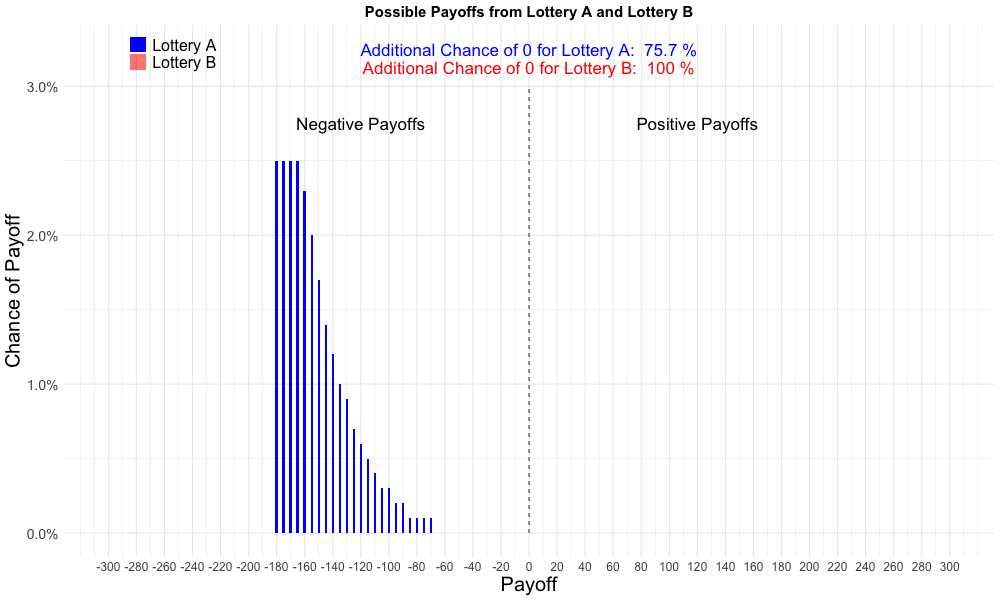 Possible Payoffs from Lottery A and Lottery B
Lottery A
Lottery B
Additional Chance of 0 for Lottery A: 75.7 %
Additional Chance of 0 for Lottery B: 100 %
Negative Payoffs
Positive Payoffs
Chance of Payoff
3.0%
2.0%
1.0%
0.0%
-300 -280 -260 -240 -220 -200 -180 -160 -140 -120 -100 -80 -60 -40 -20 0 20 40 60 80 100 120 140 160 180 200 220 240 260 280 300
Payoff